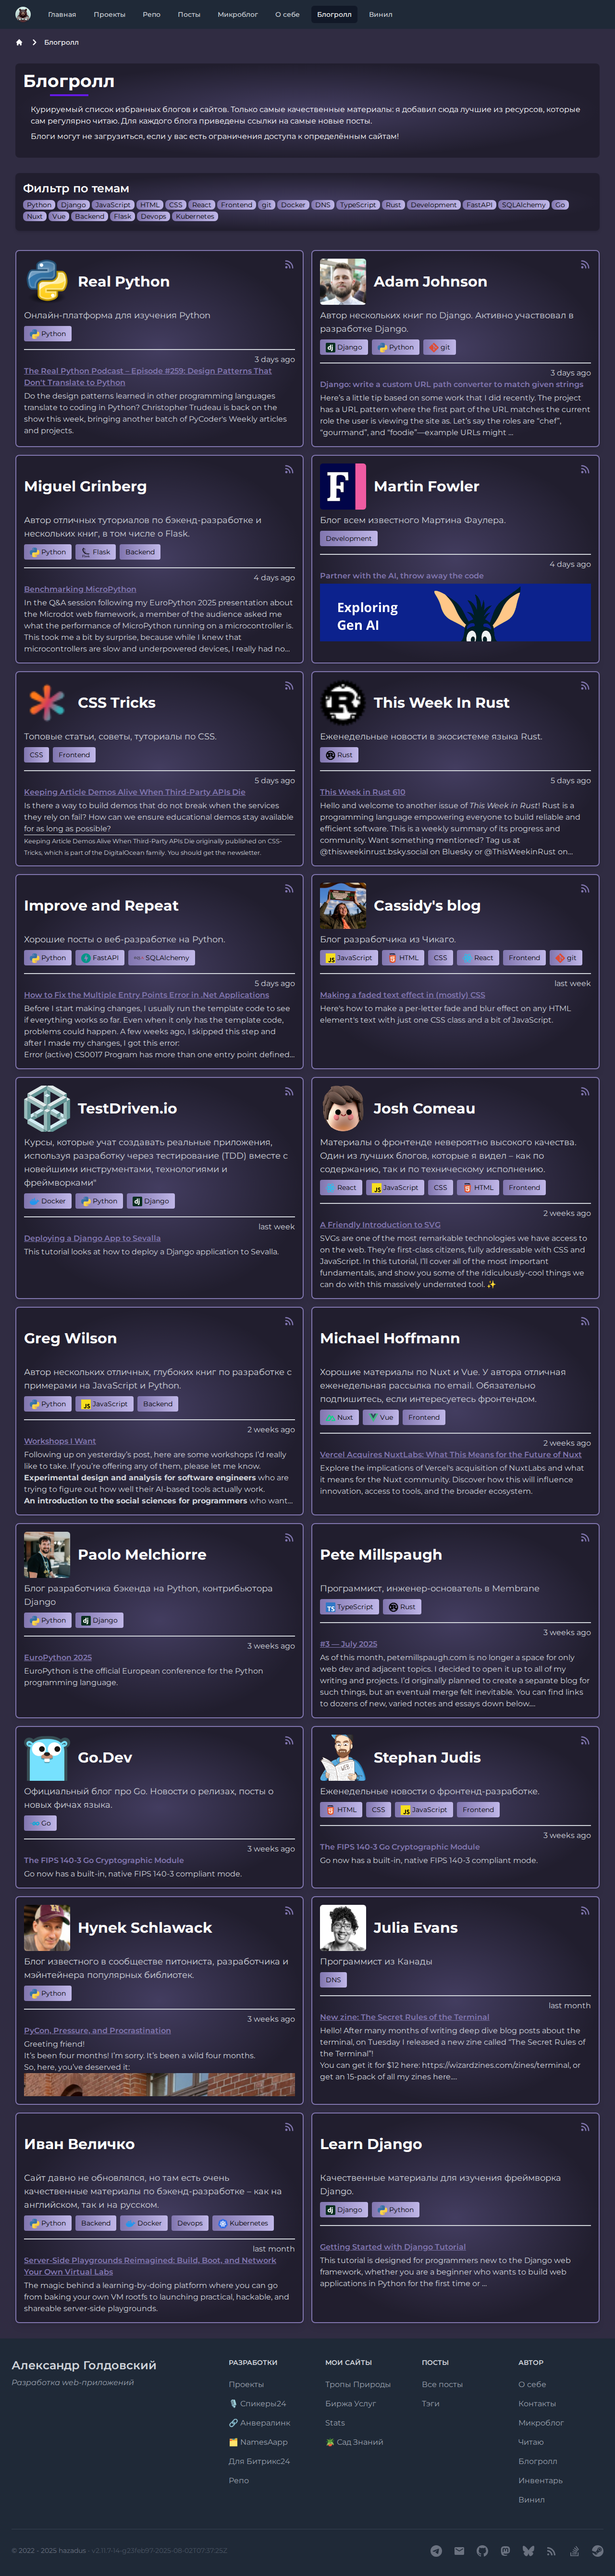 Главная Проекты Репо Посты Микроблог О себе Блогролл Винил
Блогролл
Блогролл
Курируемый список избранных блогов и сайтов. Только самые качественные материалы: я добавил сюда лучшие из ресурсов, которые
сам регулярно читаю. Для каждого блога приведены ссылки на самые новые посты.
Блоги могут не загрузиться, если у вас есть ограничения доступа к определённым сайтам!
Фильтр по темам
Python Django JavaScript HTML CSS React Frontend git Docker DNS TypeScript Rust Development FastAPI SQLAlchemy Go
Nuxt Vue Backend Flask Devops Kubernetes
Real Python
Онлайн-платформа для изучения Python
Python
3 days ago
The Real Python Podcast – Episode #259: Design Patterns That
Don't Translate to Python
Do the design patterns learned in other programming languages
translate to coding in Python? Christopher Trudeau is back on the
show this week, bringing another batch of PyCoder's Weekly articles
and projects.
Adam Johnson
Автор нескольких книг по Django. Активно участвовал в
разработке Django.
Django Python git
3 days ago
Django: write a custom URL path converter to match given strings
Here's a little tip based on some work that I did recently. The project
has a URL pattern where the first part of the URL matches the current
role the user is viewing the site as. Let's say the roles are "chef",
"gourmand", and "foodie"—example URLs might ...
Miguel Grinberg
Автор отличных туториалов по бэкенд-разработке и
нескольких книг, в том числе о Flask.
Python Flask Backend
4 days ago
Benchmarking MicroPython
In the Q&A session following my EuroPython 2025 presentation about
the Microdot web framework, a member of the audience asked me
what the performance of MicroPython running on a microcontroller is.
This took me a bit by surprise, because while I knew that
microcontrollers are slow and underpowered devices, I really had no...
Martin Fowler
Блог всем известного Мартина Фаулера.
Development
4 days ago
Partner with the AI, throw away the code
Exploring
Gen AI
CSS Tricks
Топовые статьи, советы, туториалы по CSS.
CSS Frontend
5 days ago
Keeping Article Demos Alive When Third-Party APIs Die
Is there a way to build demos that do not break when the services
they rely on fail? How can we ensure educational demos stay available
for as long as possible?
Keeping Article Demos Alive When Third-Party APIs Die originally published on CSS-
Tricks, which is part of the DigitalOcean family. You should get the newsletter.
This Week In Rust
Еженедельные новости в экосистеме языка Rust.
Rust
5 days ago
This Week in Rust 610
Hello and welcome to another issue of This Week in Rust! Rust is a
programming language empowering everyone to build reliable and
efficient software. This is a weekly summary of its progress and
community. Want something mentioned? Tag us at
@thisweekinrust.bsky.social on Bluesky or @ThisWeekinRust on...
Improve and Repeat
Хорошие посты о веб-разработке на Python.
Python FastAPI SQLAlchemy
5 days ago
How to Fix the Multiple Entry Points Error in .Net Applications
Before I start making changes, I usually run the template code to see
if everything works so far. Even when it only has the template code,
problems could happen. A few weeks ago, I skipped this step and
after I made my changes, I got this error:
Error (active) CS0017 Program has more than one entry point defined...
Cassidy's blog
Блог разработчика из Чикаго.
JavaScript HTML CSS React Frontend git
last week
Making a faded text effect in (mostly) CSS
Here's how to make a per-letter fade and blur effect on any HTML
element's text with just one CSS class and a bit of JavaScript.
TestDriven.io
Курсы, которые учат создавать реальные приложения,
используя разработку через тестирование (TDD) вместе с
новейшими инструментами, технологиями и
фреймворками"
Docker Python Django
last week
Deploying a Django App to Sevalla
This tutorial looks at how to deploy a Django application to Sevalla.
Josh Comeau
Материалы о фронтенде невероятно высокого качества.
Один из лучших блогов, которые я видел – как по
содержанию, так и по техническому исполнению.
React JavaScript CSS HTML Frontend
2 weeks ago
A Friendly Introduction to SVG
SVGs are one of the most remarkable technologies we have access to
on the web. They're first-class citizens, fully addressable with CSS and
JavaScript. In this tutorial, I'll cover all of the most important
fundamentals, and show you some of the ridiculously-cool things we
can do with this massively underrated tool. ✨
Greg Wilson
Автор нескольких отличных, глубоких книг по разработке с
примерами на JavaScript и Python.
Python JavaScript Backend
2 weeks ago
Workshops I Want
Following up on yesterday's post, here are some workshops I'd really
like to take. If you're offering any of them, please let me know.
Experimental design and analysis for software engineers who are
trying to figure out how well their AI-based tools actually work.
An introduction to the social sciences for programmers who want...
Michael Hoffmann
Хорошие материалы по Nuxt и Vue. У автора отличная
еженедельная рассылка по email. Обязательно
подпишитесь, если интересуетесь фронтендом.
Nuxt Vue Frontend
2 weeks ago
Vercel Acquires NuxtLabs: What This Means for the Future of Nuxt
Explore the implications of Vercel's acquisition of NuxtLabs and what
it means for the Nuxt community. Discover how this will influence
innovation, access to tools, and the broader ecosystem.
Paolo Melchiorre
Блог разработчика бэкенда на Python, контрибьютора
Django
Python Django
3 weeks ago
EuroPython 2025
EuroPython is the official European conference for the Python
programming language.
Pete Millspaugh
Программист, инженер-основатель в Membrane
TypeScript Rust
3 weeks ago
#3 — July 2025
As of this month, petemillspaugh.com is no longer a space for only
web dev and adjacent topics. I decided to open it up to all of my
writing and projects. I'd originally planned to create a separate blog for
such things, but an eventual merge felt inevitable. You can find links
to dozens of new, varied notes and essays down below....
Go.Dev
Официальный блог про Go. Новости о релизах, посты о
новых фичах языка.
Go
3 weeks ago
The FIPS 140-3 Go Cryptographic Module
Go now has a built-in, native FIPS 140-3 compliant mode.
Stephan Judis
Еженедельные новости о фронтенд-разработке.
HTML CSS JavaScript Frontend
3 weeks ago
The FIPS 140-3 Go Cryptographic Module
Go now has a built-in, native FIPS 140-3 compliant mode.
Hynek Schlawack
Блог известного в сообществе питониста, разработчика и
мэйнтейнера популярных библиотек.
Python
3 weeks ago
PyCon, Pressure, and Procrastination
Greeting friend!
It's been four months! I'm sorry. It's been a wild four months.
So, here, you've deserved it:
Julia Evans
Программист из Канады
DNS
last month
New zine: The Secret Rules of the Terminal
Hello! After many months of writing deep dive blog posts about the
terminal, on Tuesday I released a new zine called "The Secret Rules of
the Terminal"!
You can get it for $12 here: https://wizardzines.com/zines/terminal, or
get an 15-pack of all my zines here....
Иван Величко
Сайт давно не обновлялся, но там есть очень
качественные материалы по бэкенд-разработке – как на
английском, так и на русском.
Python Backend Docker Devops Kubernetes
last month
Server-Side Playgrounds Reimagined: Build, Boot, and Network
Your Own Virtual Labs
The magic behind a learning-by-doing platform where you can go
from baking your own VM rootfs to launching practical, hackable, and
shareable server-side playgrounds.
Learn Django
Качественные материалы для изучения фреймворка
Django.
Django Python
Getting Started with Django Tutorial
This tutorial is designed for programmers new to the Django web
framework, whether you are a beginner who wants to build web
applications in Python for the first time or ...
Александр Голдовский
Разработка web-приложений
РАЗРАБОТКИ
Проекты
🎙️ Спикеры24
🔗 Анвералинк
🗂️ NamesAapp
Для Битрикс24
Репо
МОИ САЙТЫ
Тропы Природы
Биржа Услуг
Stats
🪴 Сад Знаний
ПОСТЫ
Все посты
Тэги
АВТОР
О себе
Контакты
Микроблог
Читаю
Блогролл
Инвентарь
Винил
© 2022 - 2025 hazadus